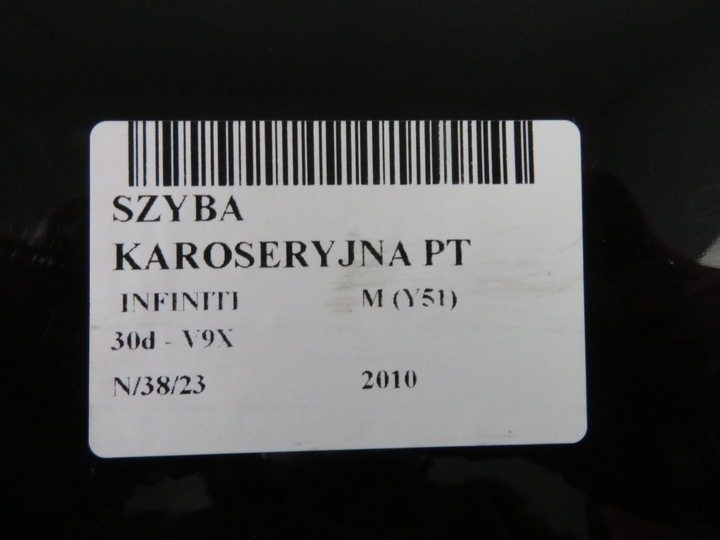 SZYBA
KAROSERYJNA PT
INFINITI M (Y51)
30d - V9X
N/38/23 2010